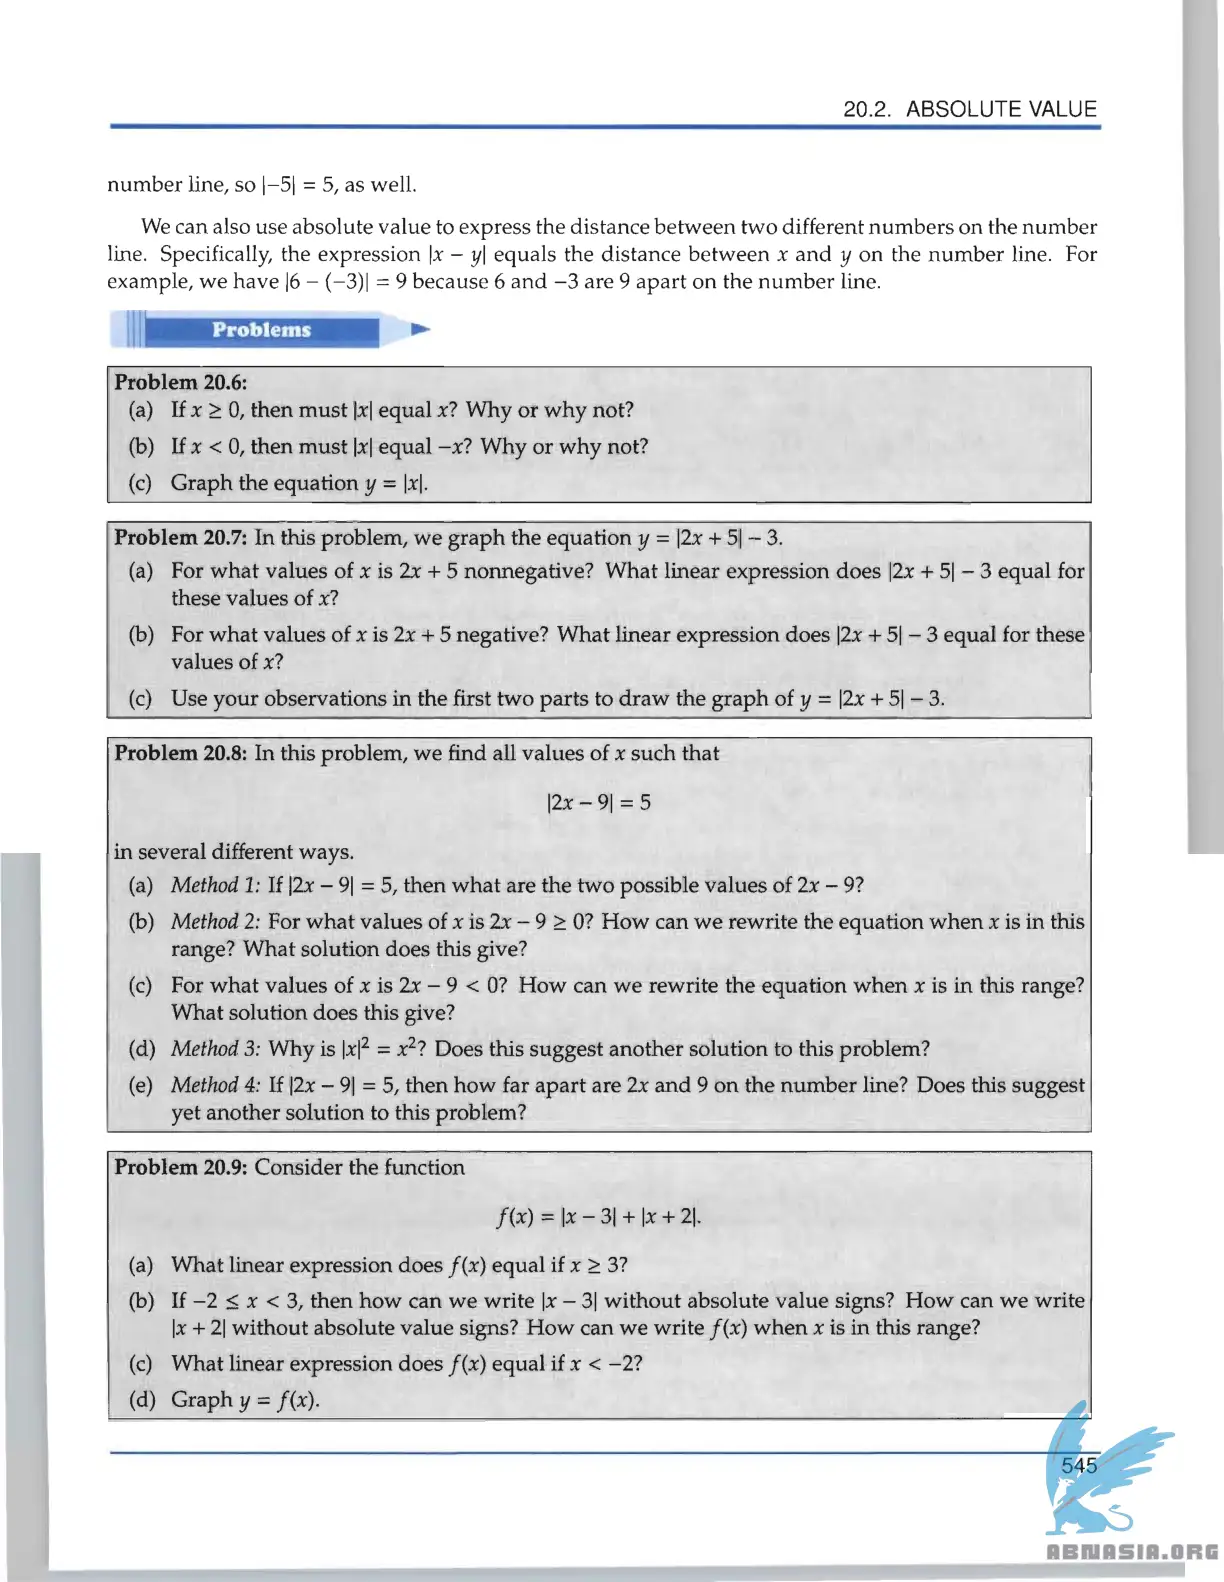 20.2. ABSOLUTE VALUE
number line, so |−5| = 5, as well.
We can also use absolute value to express the distance between two different numbers on the number
line. Specifically, the expression |x − y| equals the distance between x and y on the number line. For
example, we have |6 − (−3)| = 9 because 6 and −3 are 9 apart on the number line.
Problems
Problem 20.6:
(a) If x ≥ 0, then must |x| equal x? Why or why not?
(b) If x < 0, then must |x| equal −x? Why or why not?
(c) Graph the equation y = |x|.
Problem 20.7: In this problem, we graph the equation y = |2x + 5| − 3.
(a) For what values of x is 2x + 5 nonnegative? What linear expression does |2x + 5| − 3 equal for
these values of x?
(b) For what values of x is 2x + 5 negative? What linear expression does |2x + 5| − 3 equal for these
values of x?
(c) Use your observations in the first two parts to draw the graph of y = |2x + 5| − 3.
Problem 20.8: In this problem, we find all values of x such that
|2x − 9| = 5
in several different ways.
(a) Method 1: If |2x − 9| = 5, then what are the two possible values of 2x − 9?
(b) Method 2: For what values of x is 2x − 9 ≥ 0? How can we rewrite the equation when x is in this
range? What solution does this give?
(c) For what values of x is 2x − 9 < 0? How can we rewrite the equation when x is in this range?
What solution does this give?
(d) Method 3: Why is |x|² = x²? Does this suggest another solution to this problem?
(e) Method 4: If |2x − 9| = 5, then how far apart are 2x and 9 on the number line? Does this suggest
yet another solution to this problem?
Problem 20.9: Consider the function
f(x) = |x − 3| + |x + 2|.
(a) What linear expression does f(x) equal if x ≥ 3?
(b) If −2 ≤ x < 3, then how can we write |x − 3| without absolute value signs? How can we write
|x + 2| without absolute value signs? How can we write f(x) when x is in this range?
(c) What linear expression does f(x) equal if x < −2?
(d) Graph y = f(x).
545
ABNASIA.ORG